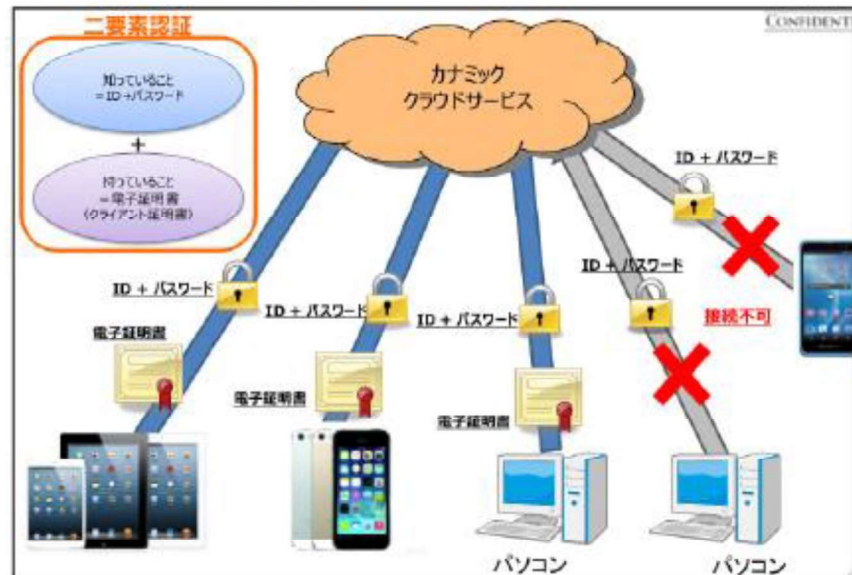 二要素認証
CONFIDENT
知っていること
=ID+パスワード
+
持っていること
=電子証明書
(クライアント証明書)
カナミック
クラウドサービス
ID + パスワード
ID + パスワード
ID + パスワード
ID + パスワード
ID + パスワード
接続不可
電子証明書
電子証明書
電子証明書
パソコン
パソコン